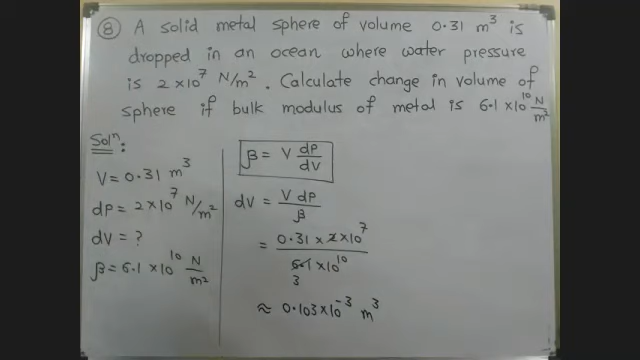 ⑧ A solid metal sphere of volume 0.31 m³ is
dropped in an ocean where water pressure
is 2×10⁷ N/m². Calculate change in volume of
sphere if bulk modulus of metal is 6.1×10¹⁰ N/m²
Solⁿ:
V = 0.31 m³
dP = 2×10⁷ N/m²
dV = ?
β = 6.1×10¹⁰ N/m²
β = V dP/dV
dV = V dP / β
= 0.31 × 2 × 10⁷ / 6.1×10¹⁰
3
≈ 0.103×10⁻³ m³